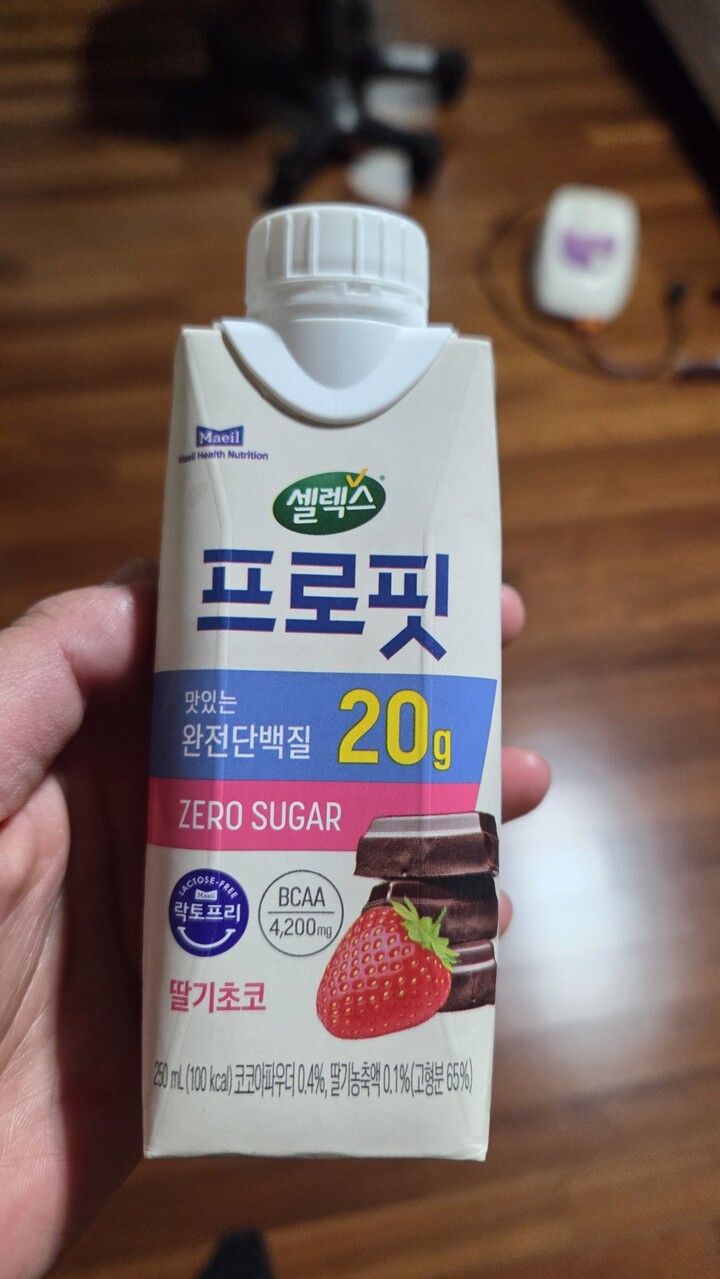 Maeil
Maeil Health Nutrition
셀렉스
프로핏
맛있는
완전단백질 20g
ZERO SUGAR
LACTOSE-FREE
Maeil
락토프리
BCAA
4,200mg
딸기초코
250 mL (100 kcal) 코코아파우더 0.4%, 딸기농축액 0.1%(고형분 65%)